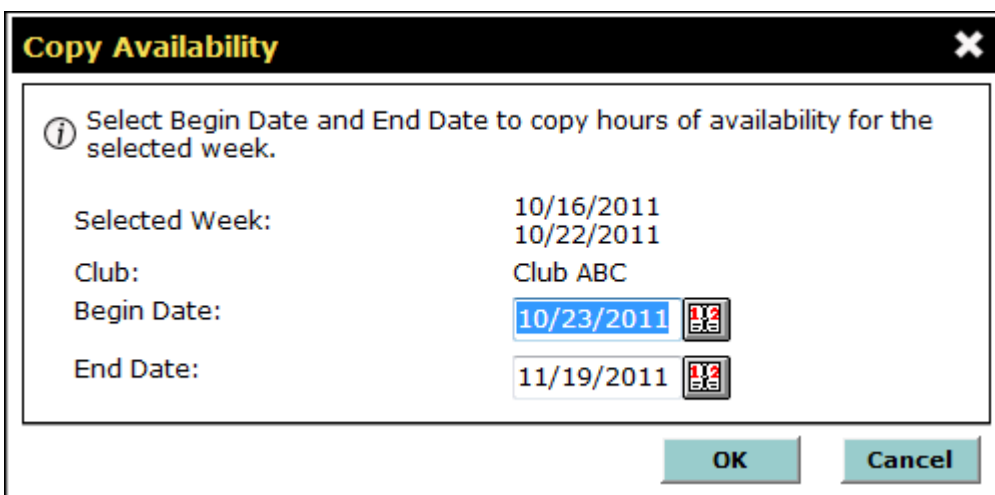 Copy Availability
Select Begin Date and End Date to copy hours of availability for the
selected week.
Selected Week: 10/16/2011
10/22/2011
Club: Club ABC
Begin Date: 10/23/2011
End Date: 11/19/2011
OK Cancel